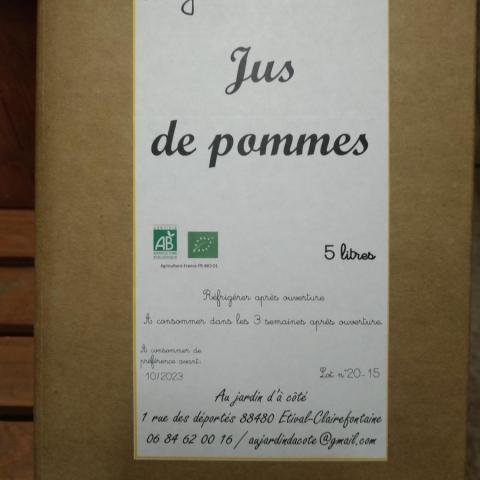 Jus
de pommes
AB
5 litres
Agriculture France FR-BIO-01
Réfrigérer après ouverture
A consommer dans les 3 semaines après ouverture.
A consommer de
préférence avant:
10/2023
Lot n°20-15
Au jardin d'à côté
1 rue des déportés 88480 Etival-Clairefontaine
06 84 62 00 16 / aujardindacote@gmail.com